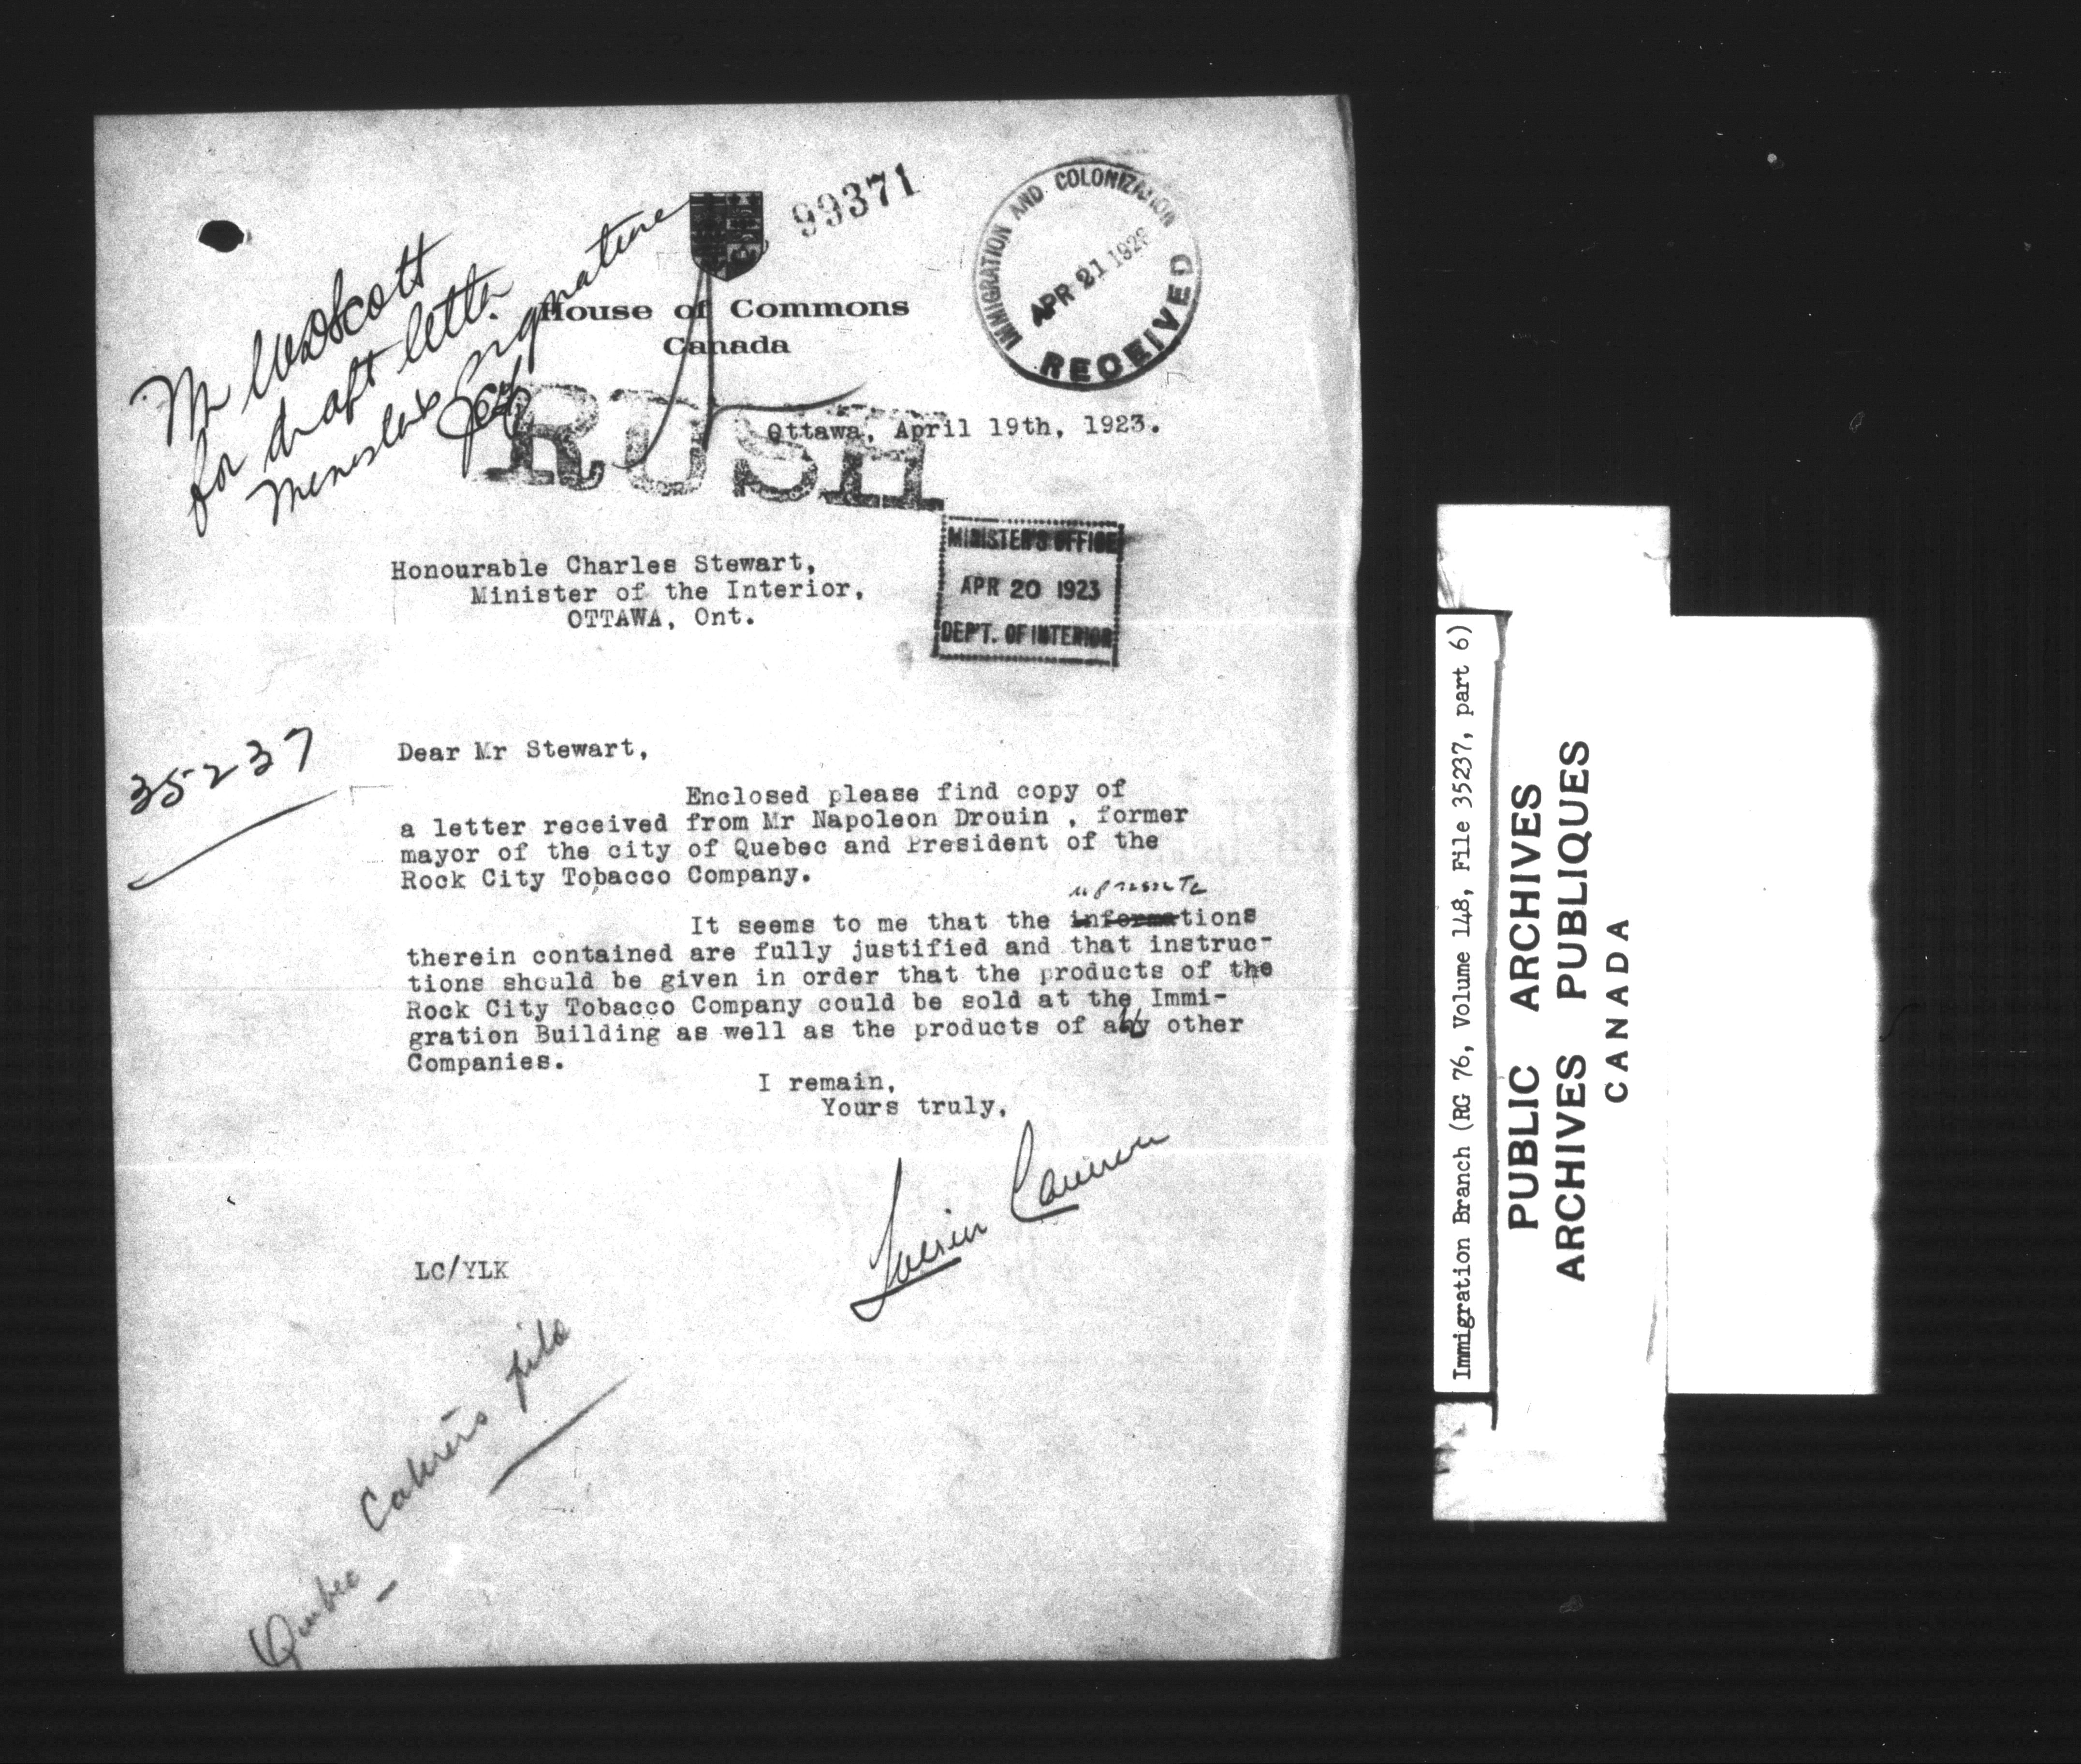 99371
IMMIGRATION AND COLONIZATION
APR 21 1923
RECEIVED
for draft letter
Minister's Signature
House of Commons
Canada
RUSH
Ottawa, April 19th, 1923.
MINISTER'S OFFICE
APR 20 1923
DEP'T. OF INTERIOR
Honourable Charles Stewart,
Minister of the Interior,
OTTAWA, Ont.
35237
Dear Mr Stewart,
Enclosed please find copy of
a letter received from Mr Napoleon Drouin , former
mayor of the city of Quebec and President of the
Rock City Tobacco Company.
It seems to me that the informations
therein contained are fully justified and that instruc-
tions should be given in order that the products of the
Rock City Tobacco Company could be sold at the Immi-
gration Building as well as the products of any other
Companies.
I remain,
Yours truly,
Lucien Cannon
LC/YLK
Quebec
file
Immigration Branch (RG 76, Volume 148, File 35237, part 6)
PUBLIC ARCHIVES
ARCHIVES PUBLIQUES
CANADA